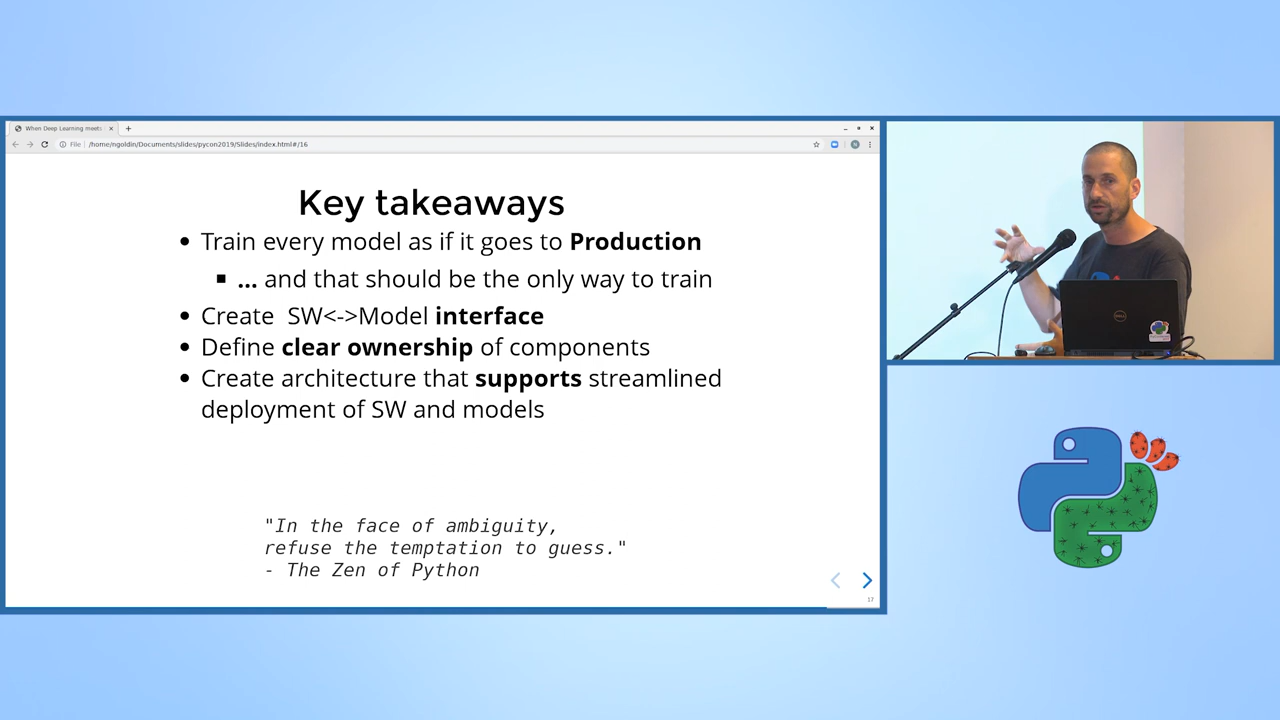 When Deep Learning meets
File
/home/ngoldin/Documents/slides/pycon2019/Slides/index.html#/16
Key takeaways
• Train every model as if it goes to Production
▪ ... and that should be the only way to train
• Create SW<->Model interface
• Define clear ownership of components
• Create architecture that supports streamlined
deployment of SW and models
"In the face of ambiguity,
refuse the temptation to guess."
- The Zen of Python
17
DELL